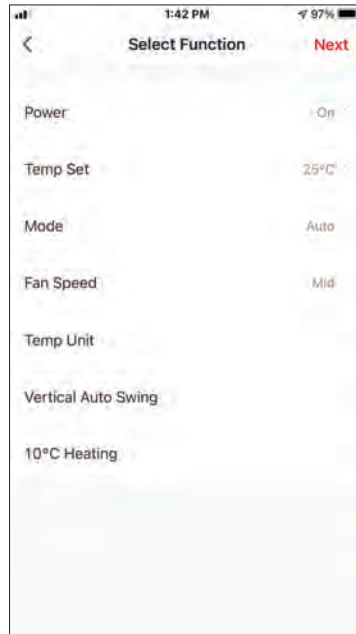 1:42 PM 97%
Select Function Next
Power On
Temp Set 25°C
Mode Auto
Fan Speed Mid
Temp Unit
Vertical Auto Swing
10°C Heating